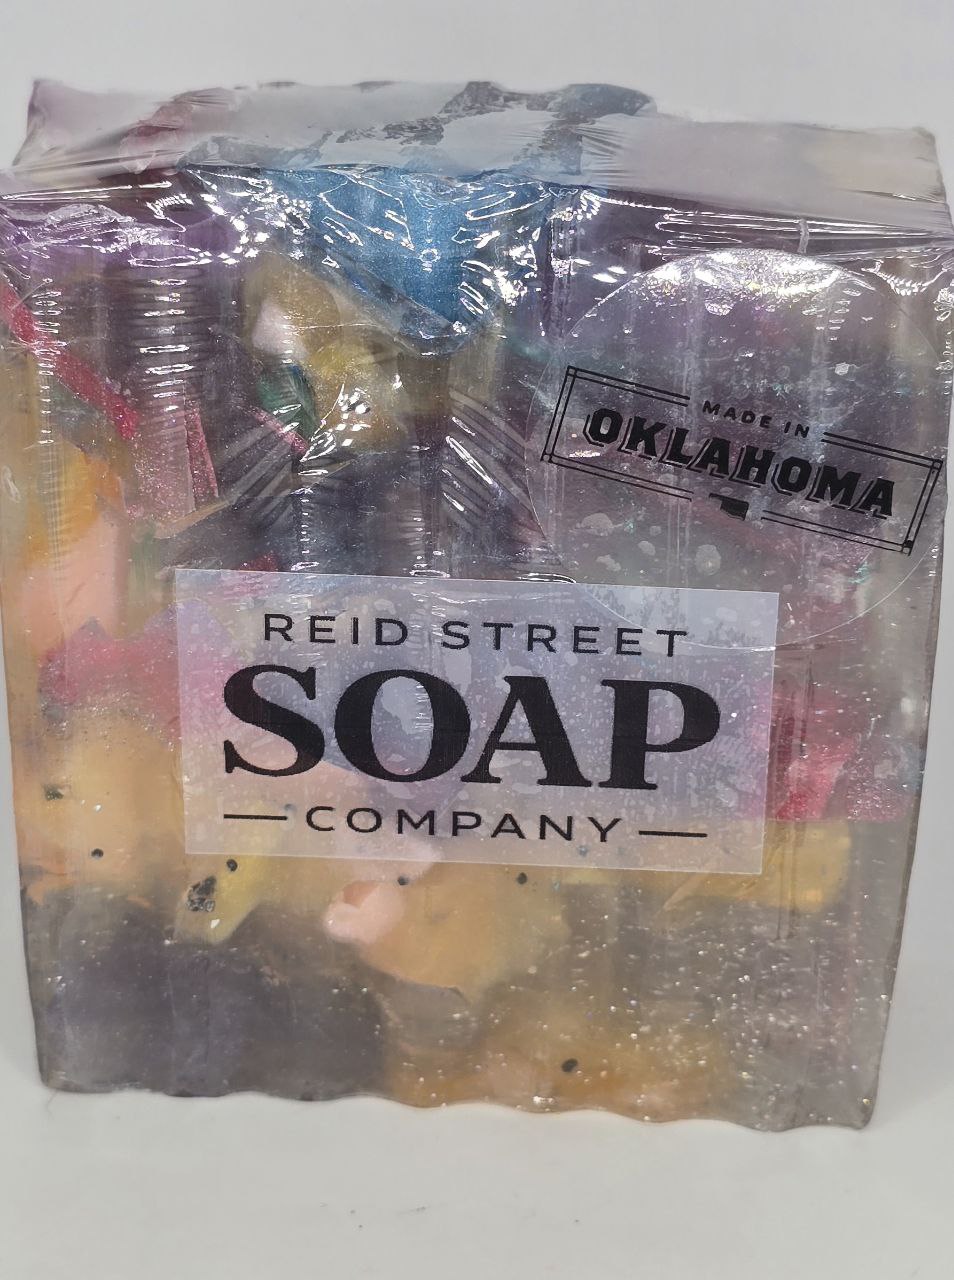 MADE IN
OKLAHOMA
REID STREET
SOAP
COMPANY